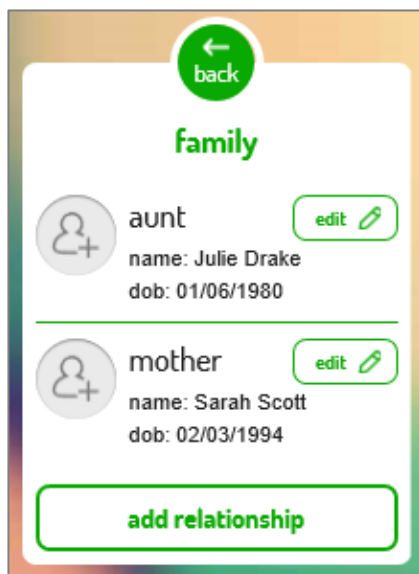 back
family
aunt
edit
name: Julie Drake
dob: 01/06/1980
mother
edit
name: Sarah Scott
dob: 02/03/1994
add relationship